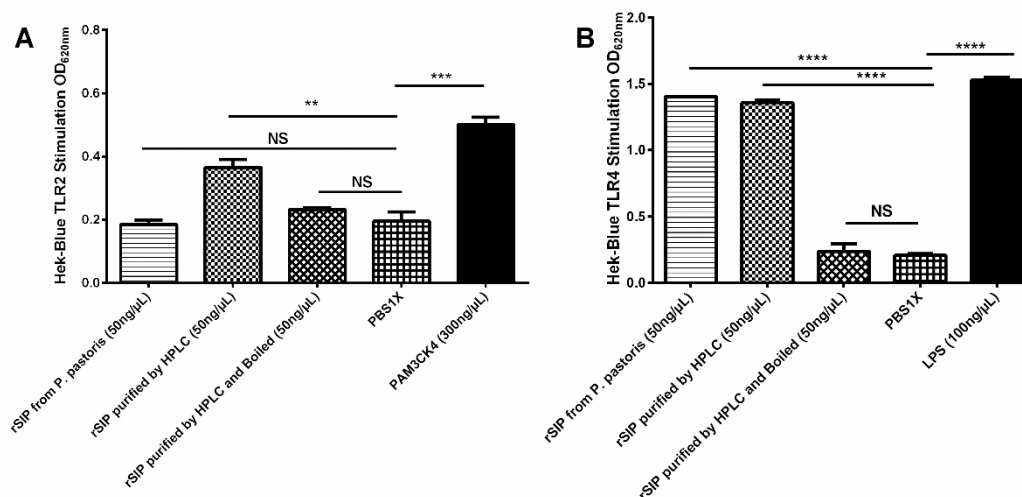 A
Hek-Blue TLR2 Stimulation OD620nm
0.8
0.6
0.4
0.2
0.0
***
**
NS
NS
rSIP from P. pastoris (50ng/µL)
rSIP purified by HPLC (50ng/µL)
rSIP purified by HPLC and Boiled (50ng/µL)
PBS1X
PAM3CK4 (300ng/µL)
B
Hek-Blue TLR4 Stimulation OD620nm
2.0
1.5
1.0
0.5
0.0
****
****
****
NS
rSIP from P. pastoris (50ng/µL)
rSIP purified by HPLC (50ng/µL)
rSIP purified by HPLC and Boiled (50ng/µL)
PBS1X
LPS (100ng/µL)